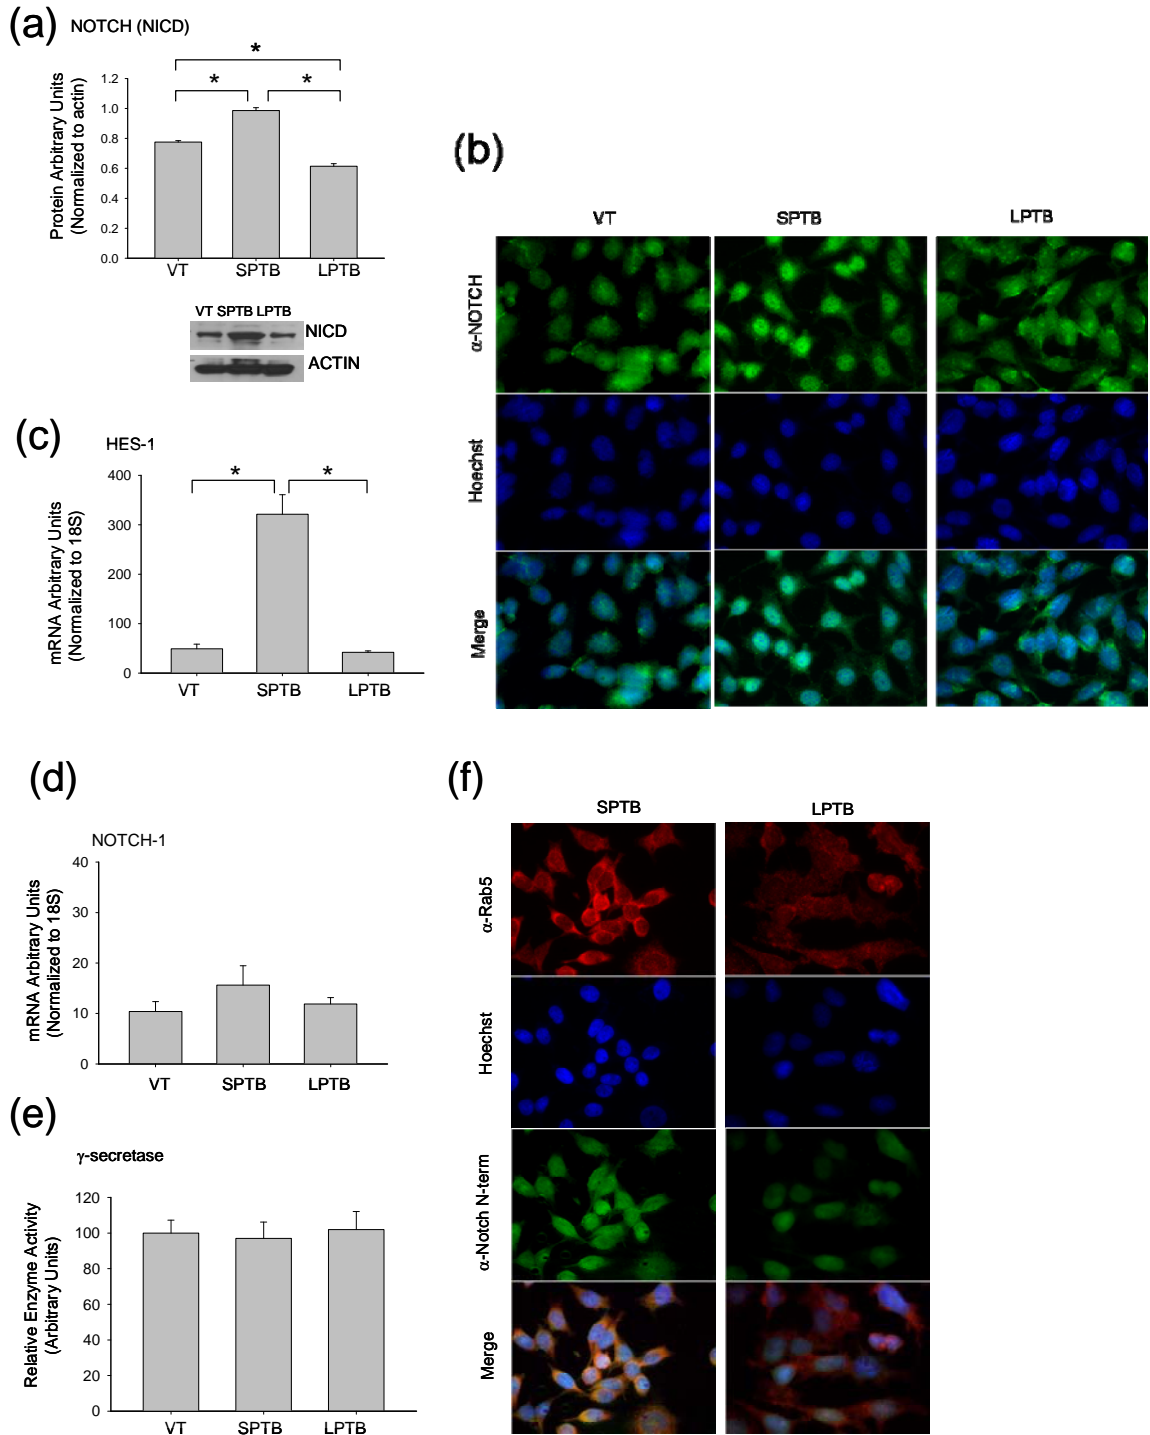 (a) NOTCH (NICD)
*
* *
Protein Arbitrary Units
(Normalized to actin)
1.2
1.0
0.8
0.6
0.4
0.2
0.0
VT SPTB LPTB
VT SPTB LPTB
NICD
ACTIN
(b)
VT SPTB LPTB
α-NOTCH
Hoechst
Merge
(c)
HES-1
* *
mRNA Arbitrary Units
(Normalized to 18S)
400
300
200
100
0
VT SPTB LPTB
(d)
NOTCH-1
mRNA Arbitrary Units
(Normalized to 18S)
40
30
20
10
0
VT SPTB LPTB
(e)
γ-secretase
Relative Enzyme Activity
(Arbitrary Units)
120
100
80
60
40
20
0
VT SPTB LPTB
(f)
SPTB LPTB
α-Rab5
Hoechst
α-Notch N-term
Merge